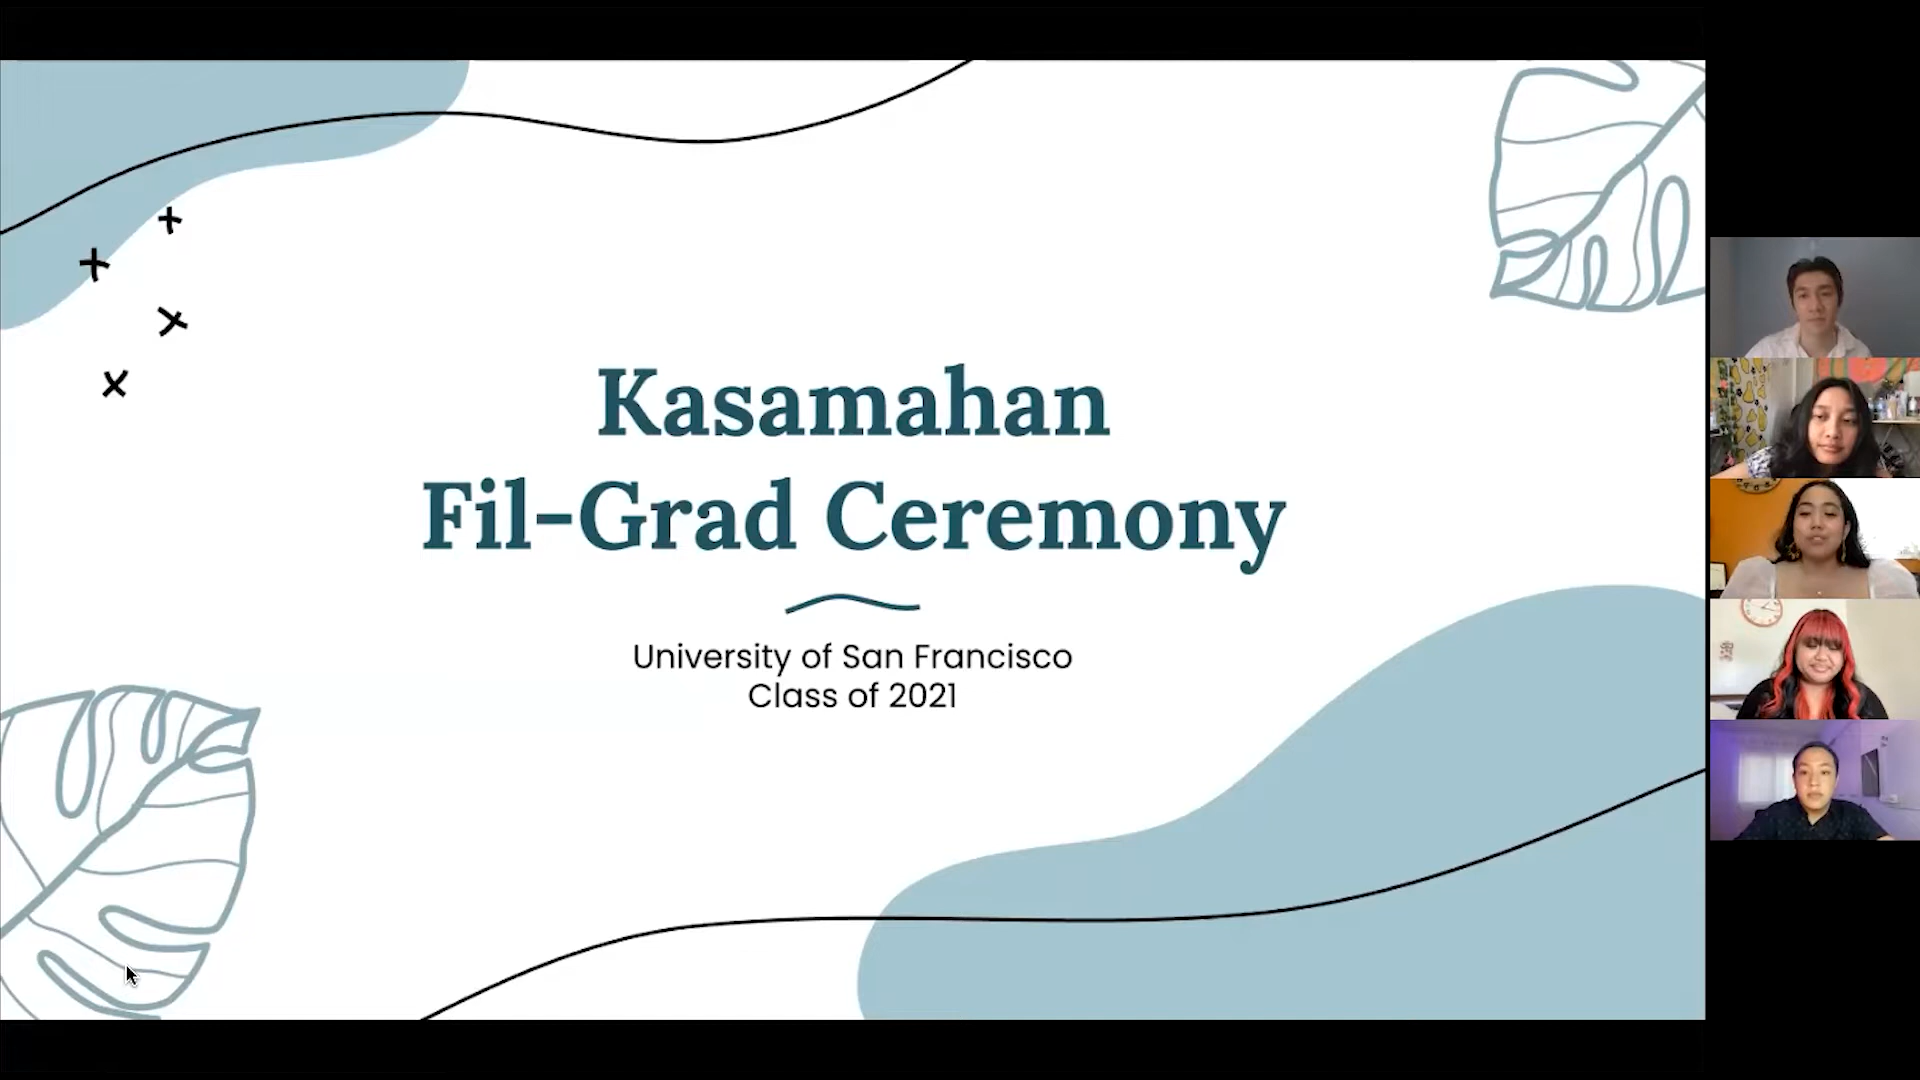 Kasamahan
Fil-Grad Ceremony
University of San Francisco
Class of 2021